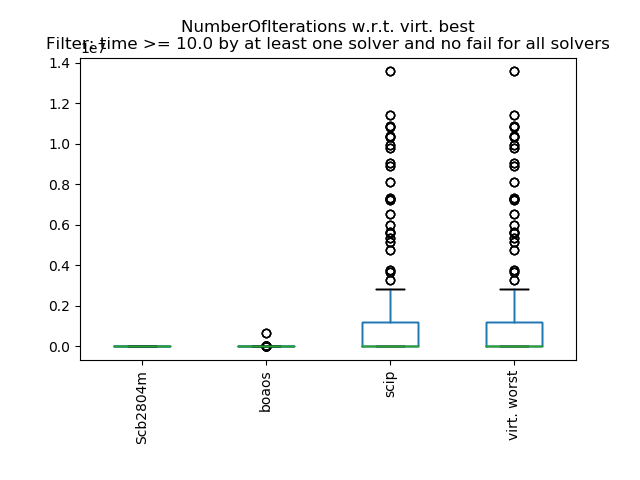 NumberOfIterations w.r.t. virt. best
Filter: time >= 10.0 by at least one solver and no fail for all solvers
1e7
1.4
1.2
1.0
0.8
0.6
0.4
0.2
0.0
Scb2804m
boaos
scip
virt. worst